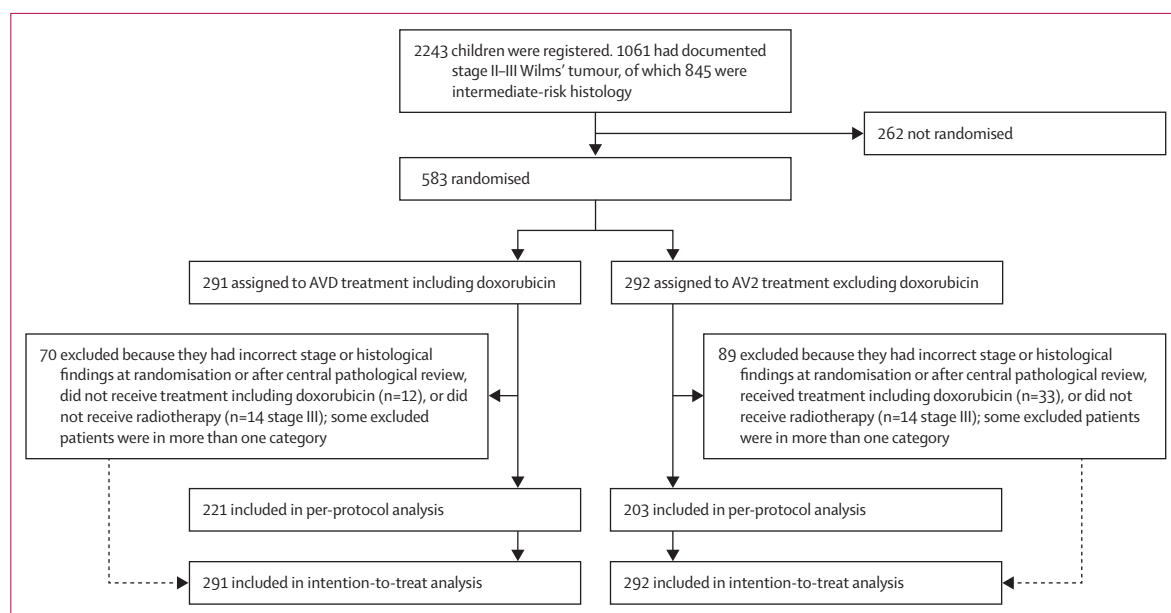 2243 children were registered. 1061 had documented
stage II–III Wilms’ tumour, of which 845 were
intermediate-risk histology
262 not randomised
583 randomised
291 assigned to AVD treatment including doxorubicin
292 assigned to AV2 treatment excluding doxorubicin
70 excluded because they had incorrect stage or histological
findings at randomisation or after central pathological review,
did not receive treatment including doxorubicin (n=12), or did
not receive radiotherapy (n=14 stage III); some excluded
patients were in more than one category
89 excluded because they had incorrect stage or histological
findings at randomisation or after central pathological review,
received treatment including doxorubicin (n=33), or did not
receive radiotherapy (n=14 stage III); some excluded patients
were in more than one category
221 included in per-protocol analysis
203 included in per-protocol analysis
291 included in intention-to-treat analysis
292 included in intention-to-treat analysis